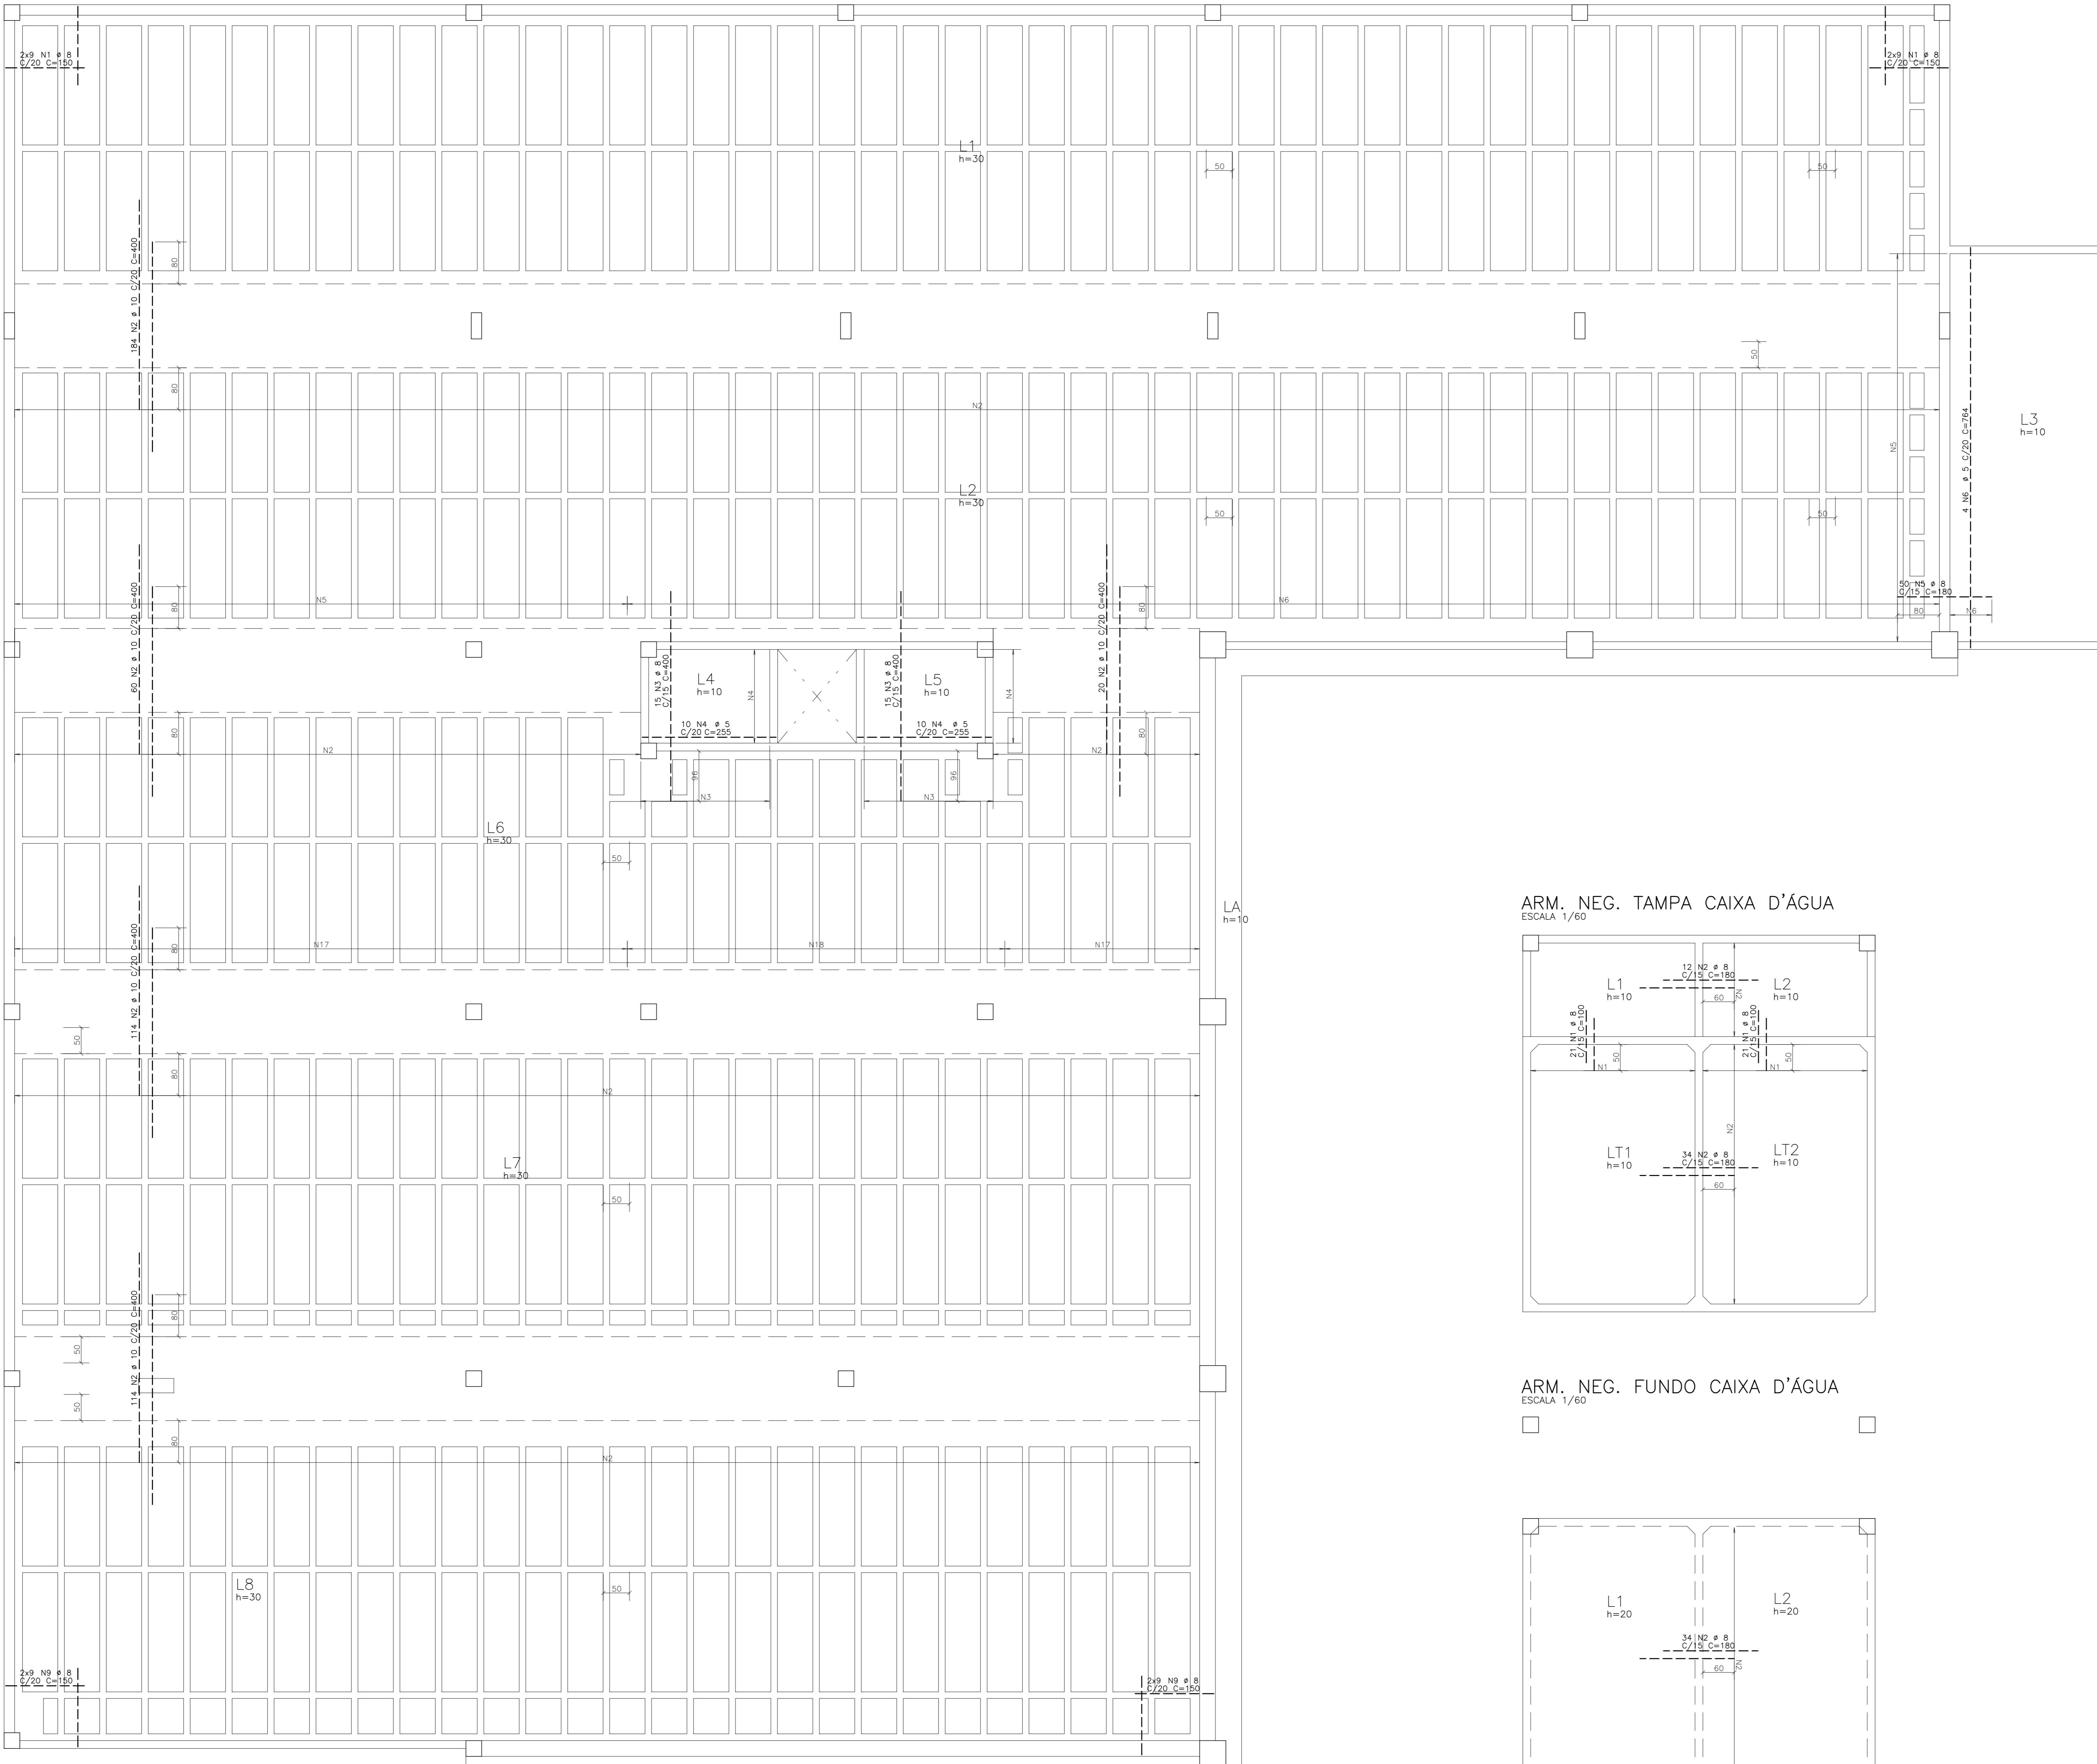 2x9 N1 ø 8
C/20 C=150
2x9 N1 ø 8
C/20 C=150
L1
h=30
50
50
184 N2 ø 10 C/20 C=400
80
80
50
N2
N5
4 N6 ø 5 C/20 C=764
L3
h=10
L2
h=30
50
50
50 N5 ø 8
C/15 C=180
80
N6
N5
N6
60 N2 ø 10 C/20 C=400
80
80
15 N3 ø 8
C/15 C=400
L4
h=10
N4
X
15 N3 ø 8
C/15 C=400
L5
h=10
N4
20 N2 ø 10 C/20 C=400
80
80
10 N4 ø 5
C/20 C=255
10 N4 ø 5
C/20 C=255
N2
N2
96
96
N3
N3
L6
h=30
50
LA
h=10
N17
N18
N17
114 N2 ø 10 C/20 C=400
80
80
50
N2
L7
h=30
50
114 N2 ø 10 C/20 C=400
80
80
50
50
N2
L8
h=30
50
2x9 N9 ø 8
C/20 C=150
2x9 N9 ø 8
C/20 C=150
ARM. NEG. TAMPA CAIXA D'ÁGUA
ESCALA 1/60
12 N2 ø 8
C/15 C=180
L1
h=10
L2
h=10
N2
60
21 N1 ø 8
C/15 C=100
21 N1 ø 8
C/15 C=100
50
50
N1
N1
N2
LT1
h=10
34 N2 ø 8
C/15 C=180
LT2
h=10
60
ARM. NEG. FUNDO CAIXA D'ÁGUA
ESCALA 1/60
L1
h=20
L2
h=20
34 N2 ø 8
C/15 C=180
60
N2